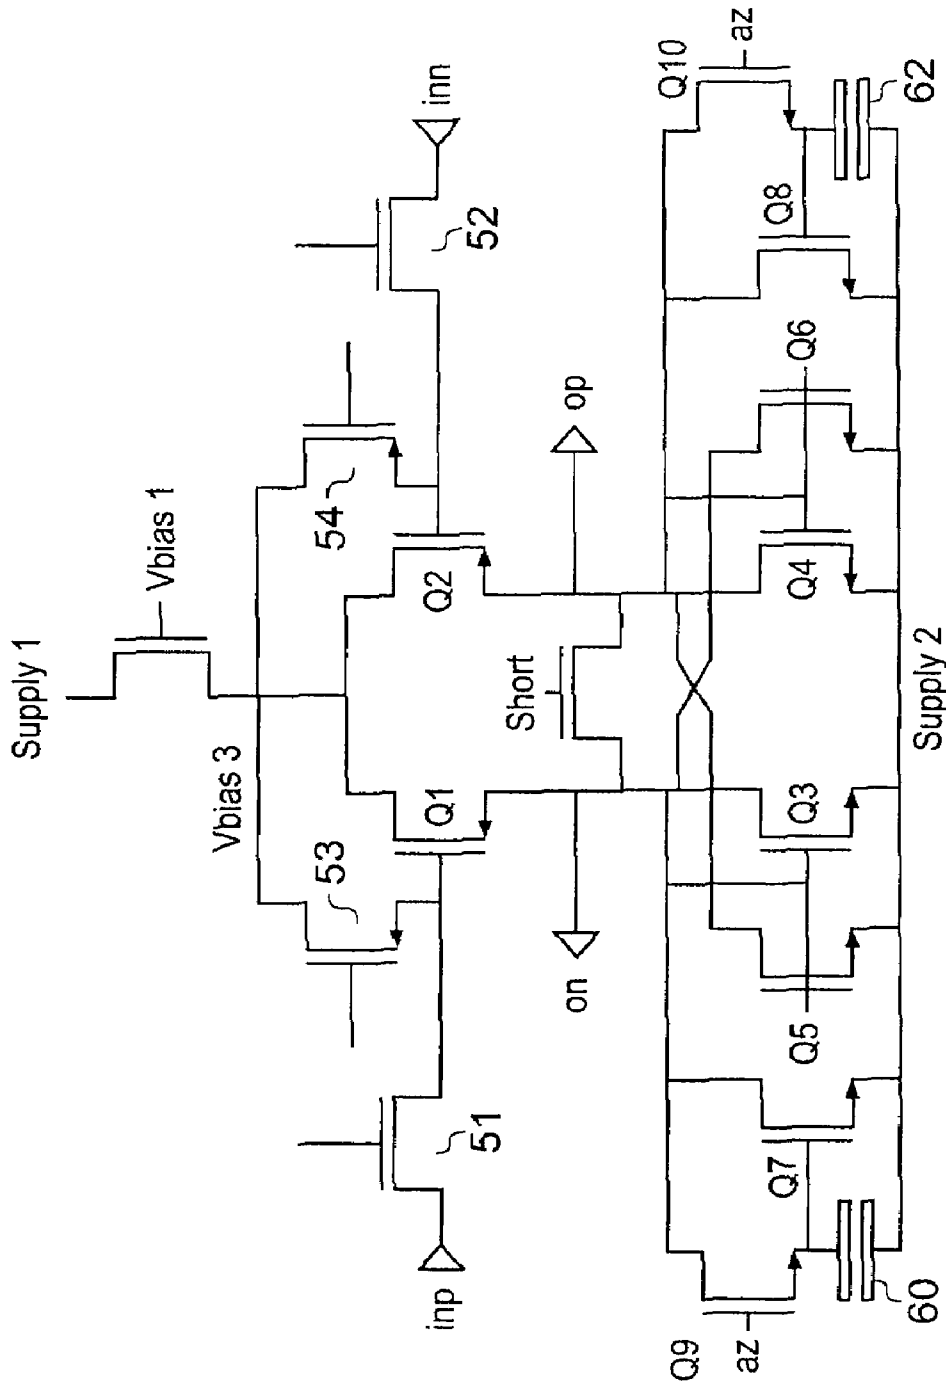 Supply 1
Vbias 1
Vbias 3
53
54
51
52
inp
inn
Q1
Q2
Short
on
op
Q9
az
Q7
Q5
Q3
Q4
Q6
Q8
Q10
az
60
62
Supply 2